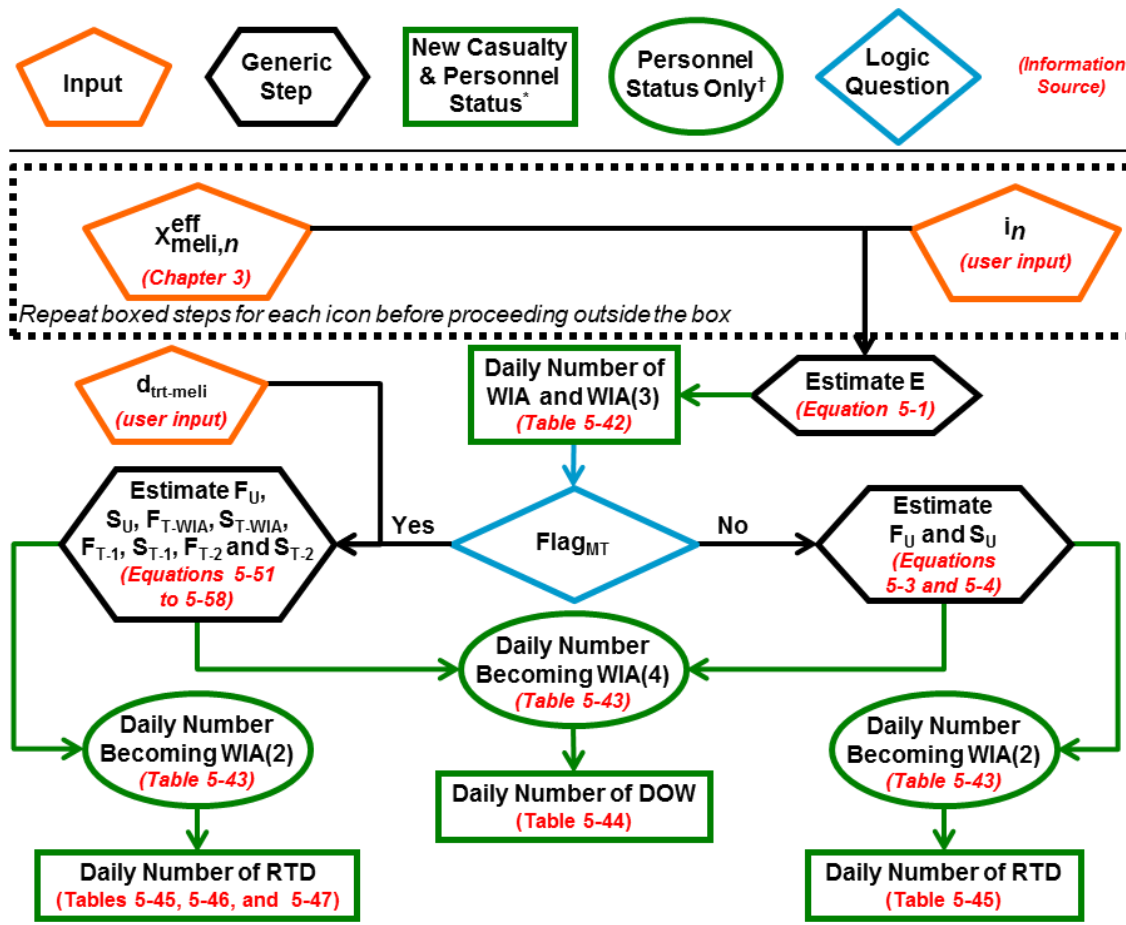 Input
Generic
Step
New Casualty
& Personnel
Status*
Personnel
Status Only†
Logic
Question
(Information
Source)
X^eff_meli,n
(Chapter 3)
i_n
(user input)
Repeat boxed steps for each icon before proceeding outside the box
d_trt-meli
(user input)
Daily Number of
WIA and WIA(3)
(Table 5-42)
Estimate E
(Equation 5-1)
Estimate F_U,
S_U, F_T-WIA, S_T-WIA,
F_T-1, S_T-1, F_T-2 and S_T-2
(Equations 5-51
to 5-58)
Yes
Flag_MT
No
Estimate
F_U and S_U
(Equations
5-3 and 5-4)
Daily Number
Becoming WIA(4)
(Table 5-43)
Daily Number
Becoming WIA(2)
(Table 5-43)
Daily Number
Becoming WIA(2)
(Table 5-43)
Daily Number of DOW
(Table 5-44)
Daily Number of RTD
(Tables 5-45, 5-46, and 5-47)
Daily Number of RTD
(Table 5-45)